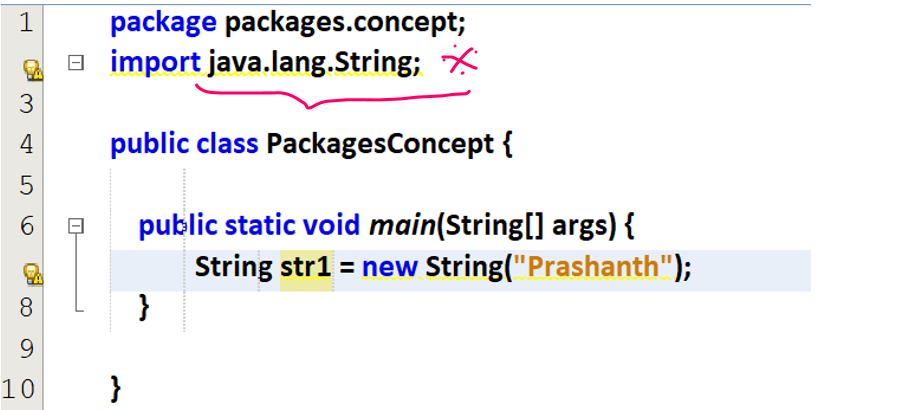 1 package packages.concept;
import java.lang.String;
3
4 public class PackagesConcept {
5
6 public static void main(String[] args) {
String str1 = new String("Prashanth");
8 }
9
10 }